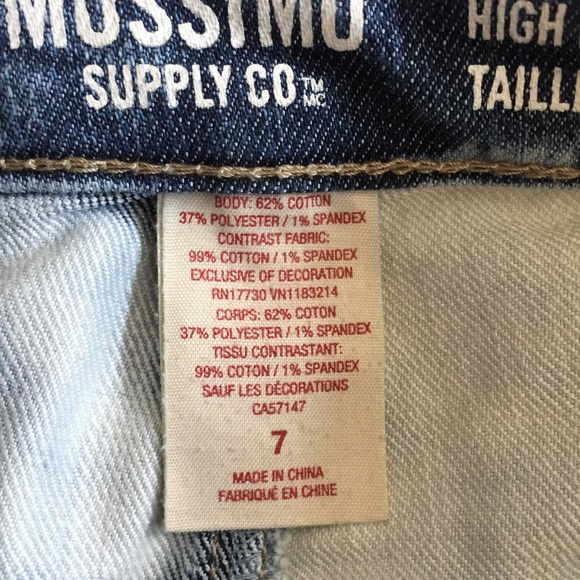 MOSSIMO
SUPPLY CO™ MC
HIGH
BODY: 62% COTTON
37% POLYESTER / 1% SPANDEX
CONTRAST FABRIC:
99% COTTON / 1% SPANDEX
EXCLUSIVE OF DECORATION
RN17730 VN1183214
CORPS: 62% COTON
37% POLYESTER / 1% SPANDEX
TISSU CONTRASTANT:
99% COTON / 1% SPANDEX
SAUF LES DÉCORATIONS
CA57147
7
MADE IN CHINA
FABRIQUÉ EN CHINE